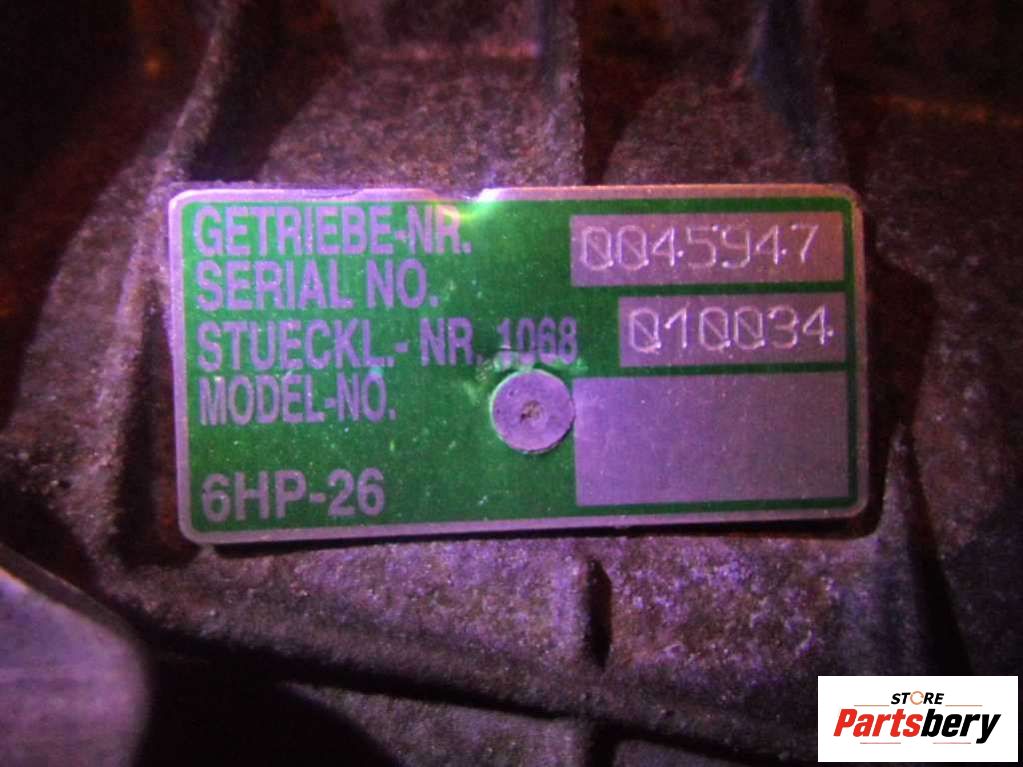 GETRIEBE-NR. 0045947
SERIAL NO.
STUECKL.- NR. 1068 010034
MODEL-NO.
6HP-26
STORE
Partsbery